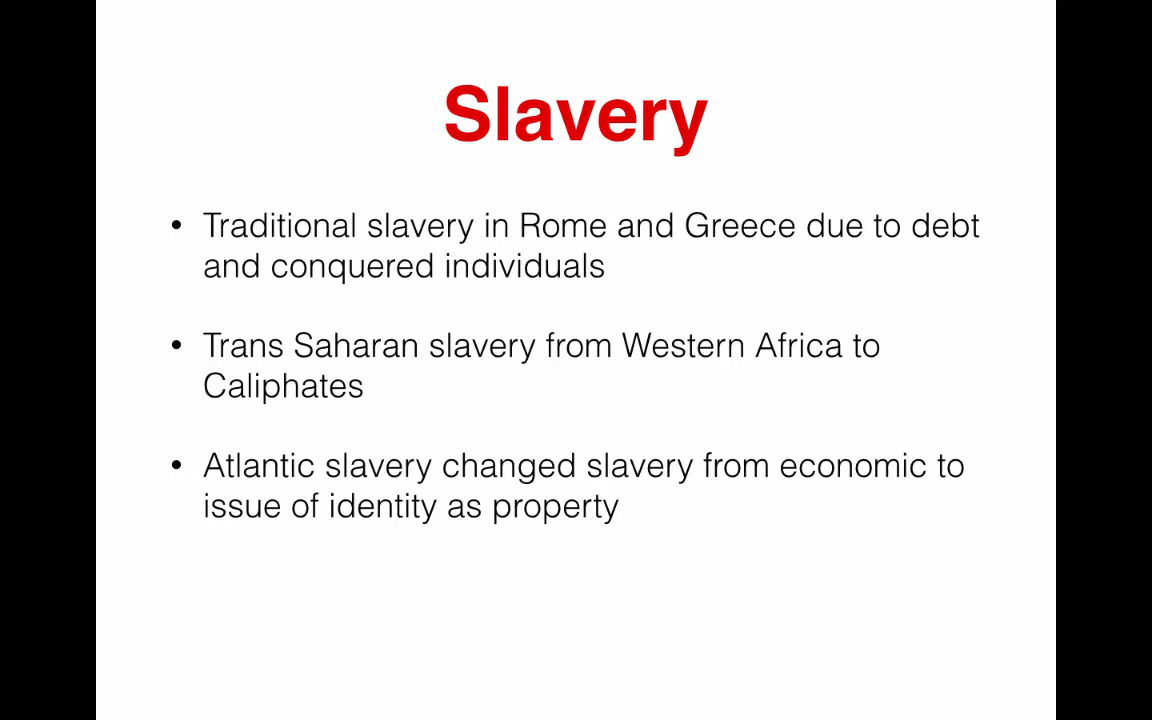 Slavery
• Traditional slavery in Rome and Greece due to debt
and conquered individuals
• Trans Saharan slavery from Western Africa to
Caliphates
• Atlantic slavery changed slavery from economic to
issue of identity as property